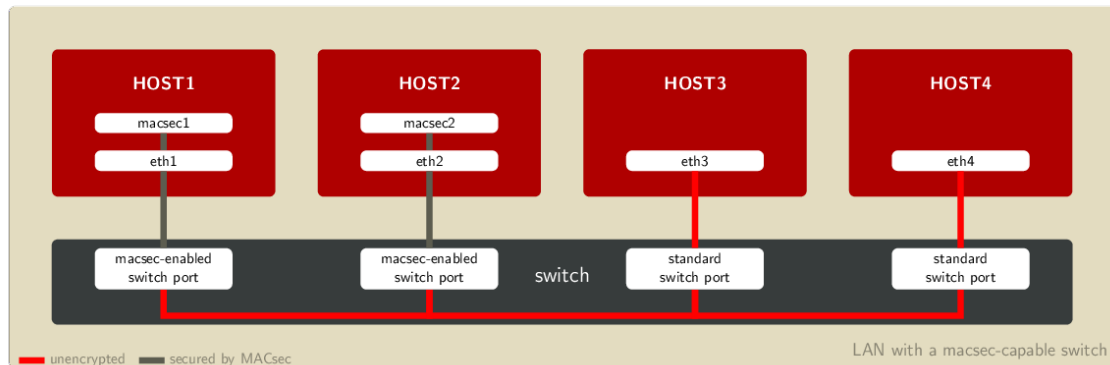 HOST1
HOST2
HOST3
HOST4
macsec1
macsec2
eth1
eth2
eth3
eth4
macsec-enabled
switch port
macsec-enabled
switch port
switch
standard
switch port
standard
switch port
unencrypted
secured by MACsec
LAN with a macsec-capable switch